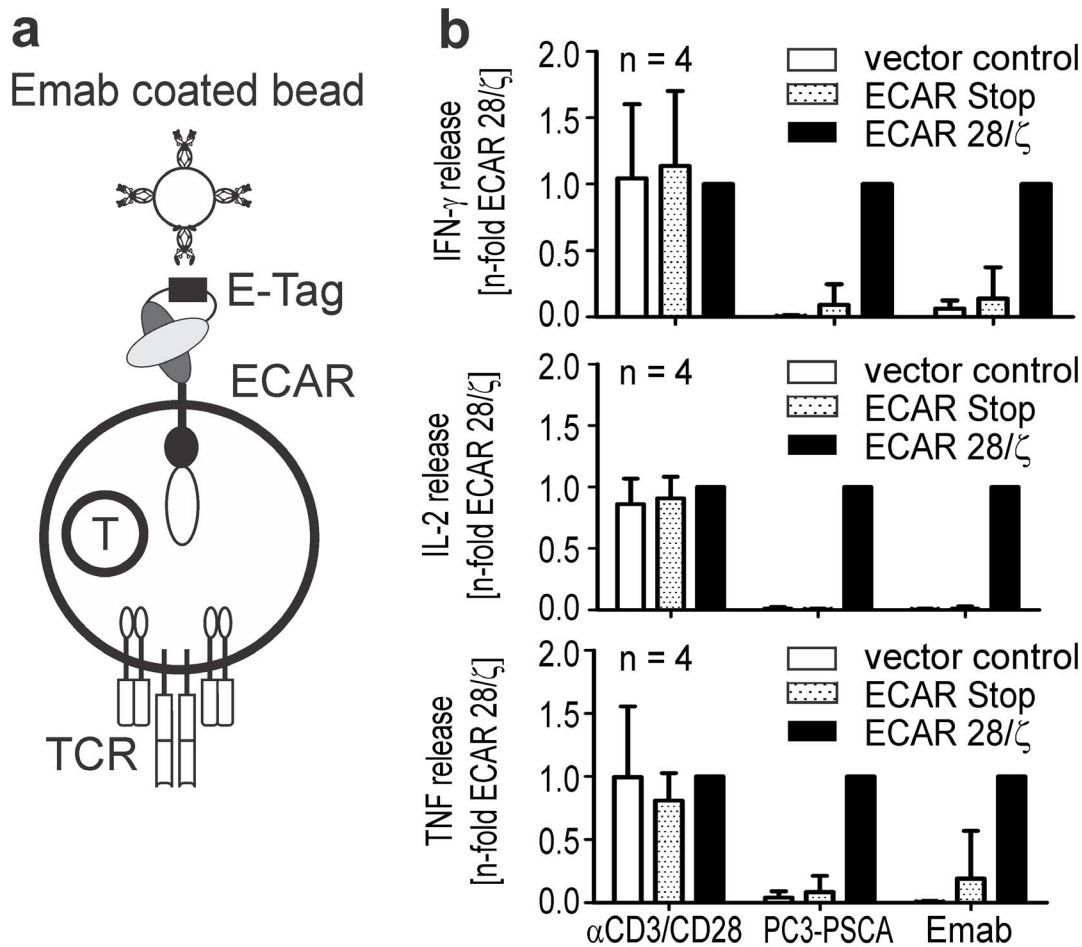 a
Emab coated bead
E-Tag
ECAR
T
TCR
b
IFN-γ release
[n-fold ECAR 28/ζ]
2.0
1.5
1.0
0.5
0.0
n = 4
vector control
ECAR Stop
ECAR 28/ζ
IL-2 release
[n-fold ECAR 28/ζ]
2.0
1.5
1.0
0.5
0.0
n = 4
vector control
ECAR Stop
ECAR 28/ζ
TNF release
[n-fold ECAR 28/ζ]
2.0
1.5
1.0
0.5
0.0
n = 4
vector control
ECAR Stop
ECAR 28/ζ
αCD3/CD28 PC3-PSCA Emab